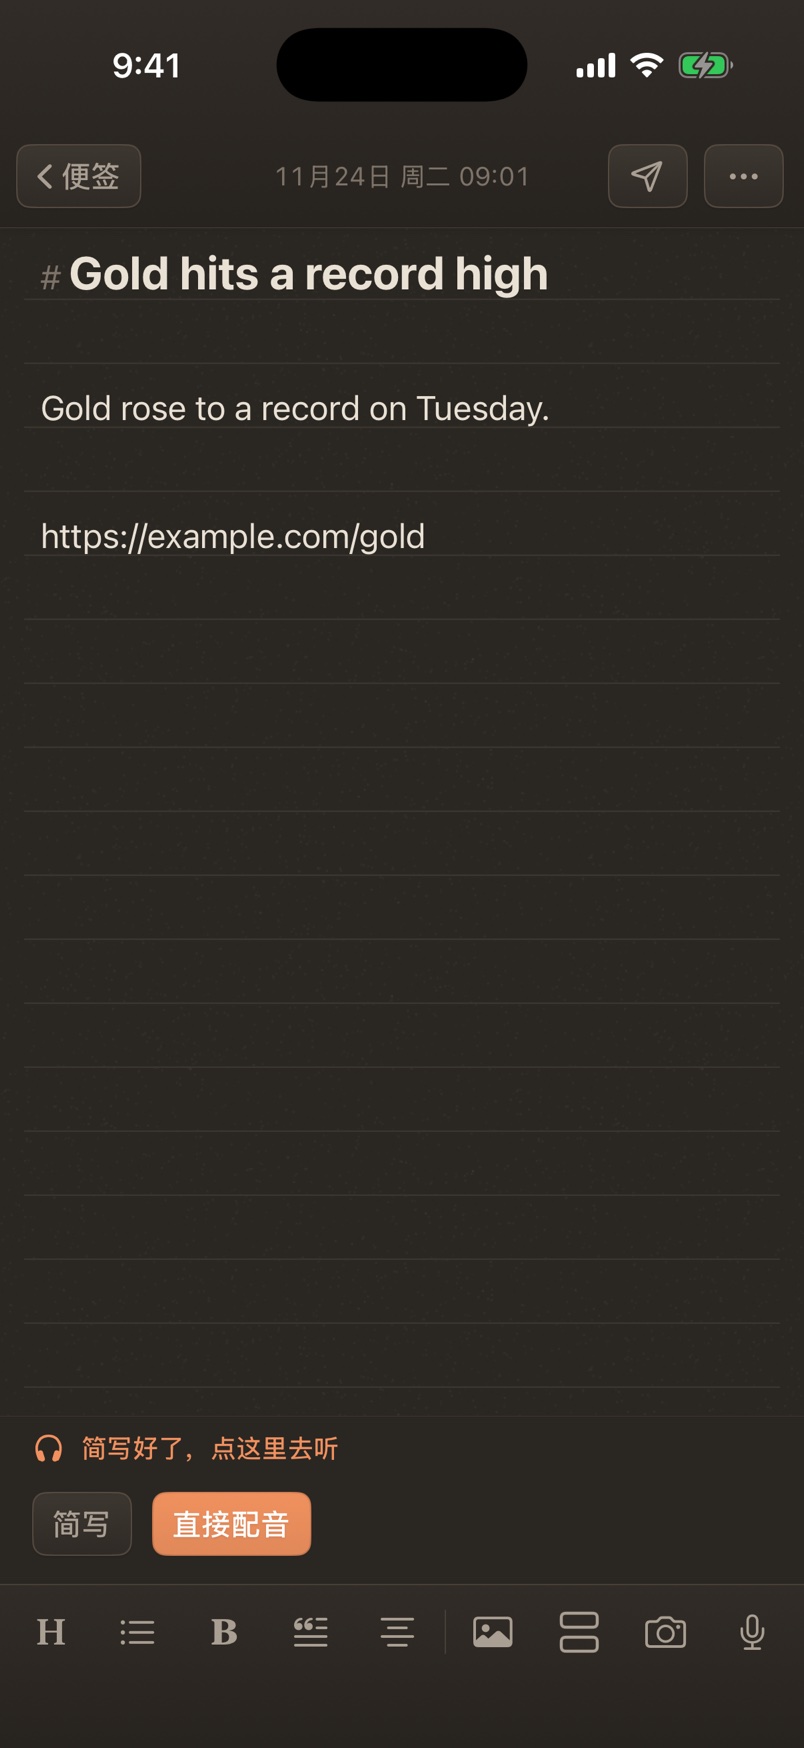 9:41
便签
11月24日 周二 09:01
# Gold hits a record high
Gold rose to a record on Tuesday.
https://example.com/gold
简写好了，点这里去听
简写
直接配音
H
B